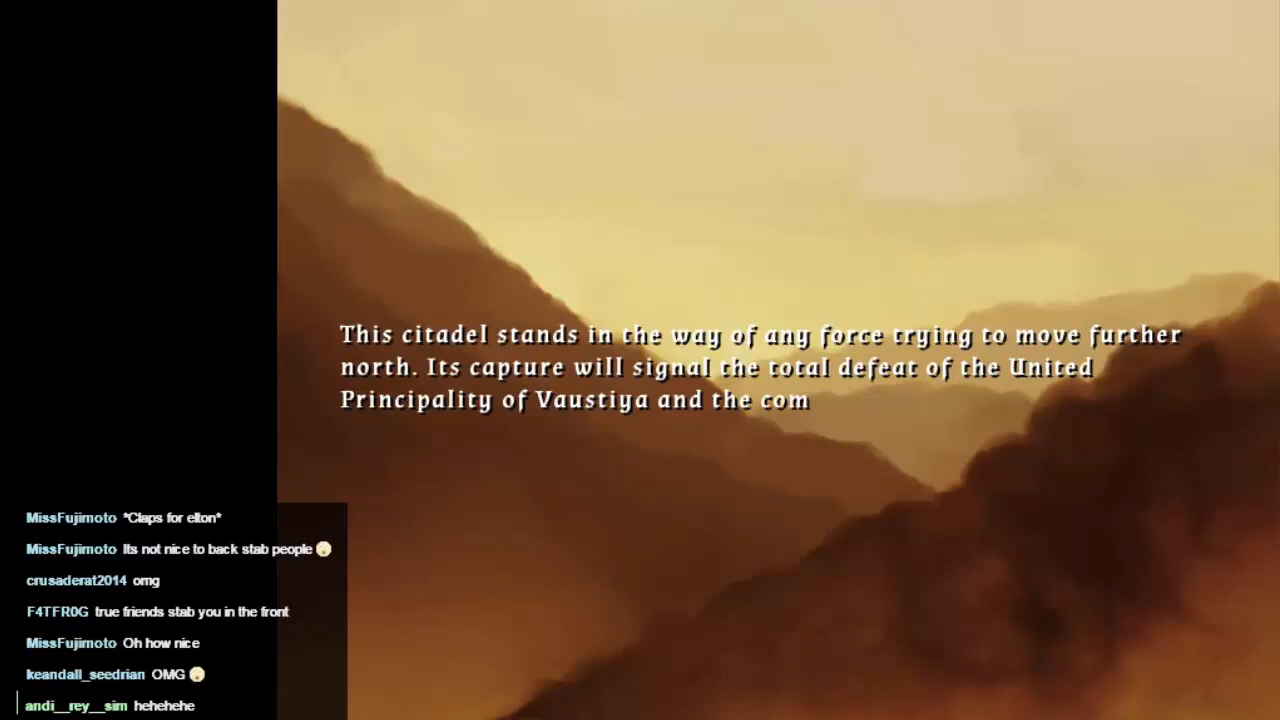 This citadel stands in the way of any force trying to move further
north. Its capture will signal the total defeat of the United
Principality of Vaustiya and the com
MissFujimoto *Claps for elton*
MissFujimoto Its not nice to back stab people
crusaderat2014 omg
F4TFR0G true friends stab you in the front
MissFujimoto Oh how nice
keandall_seedrian OMG
andi__rey__sim hehehehe